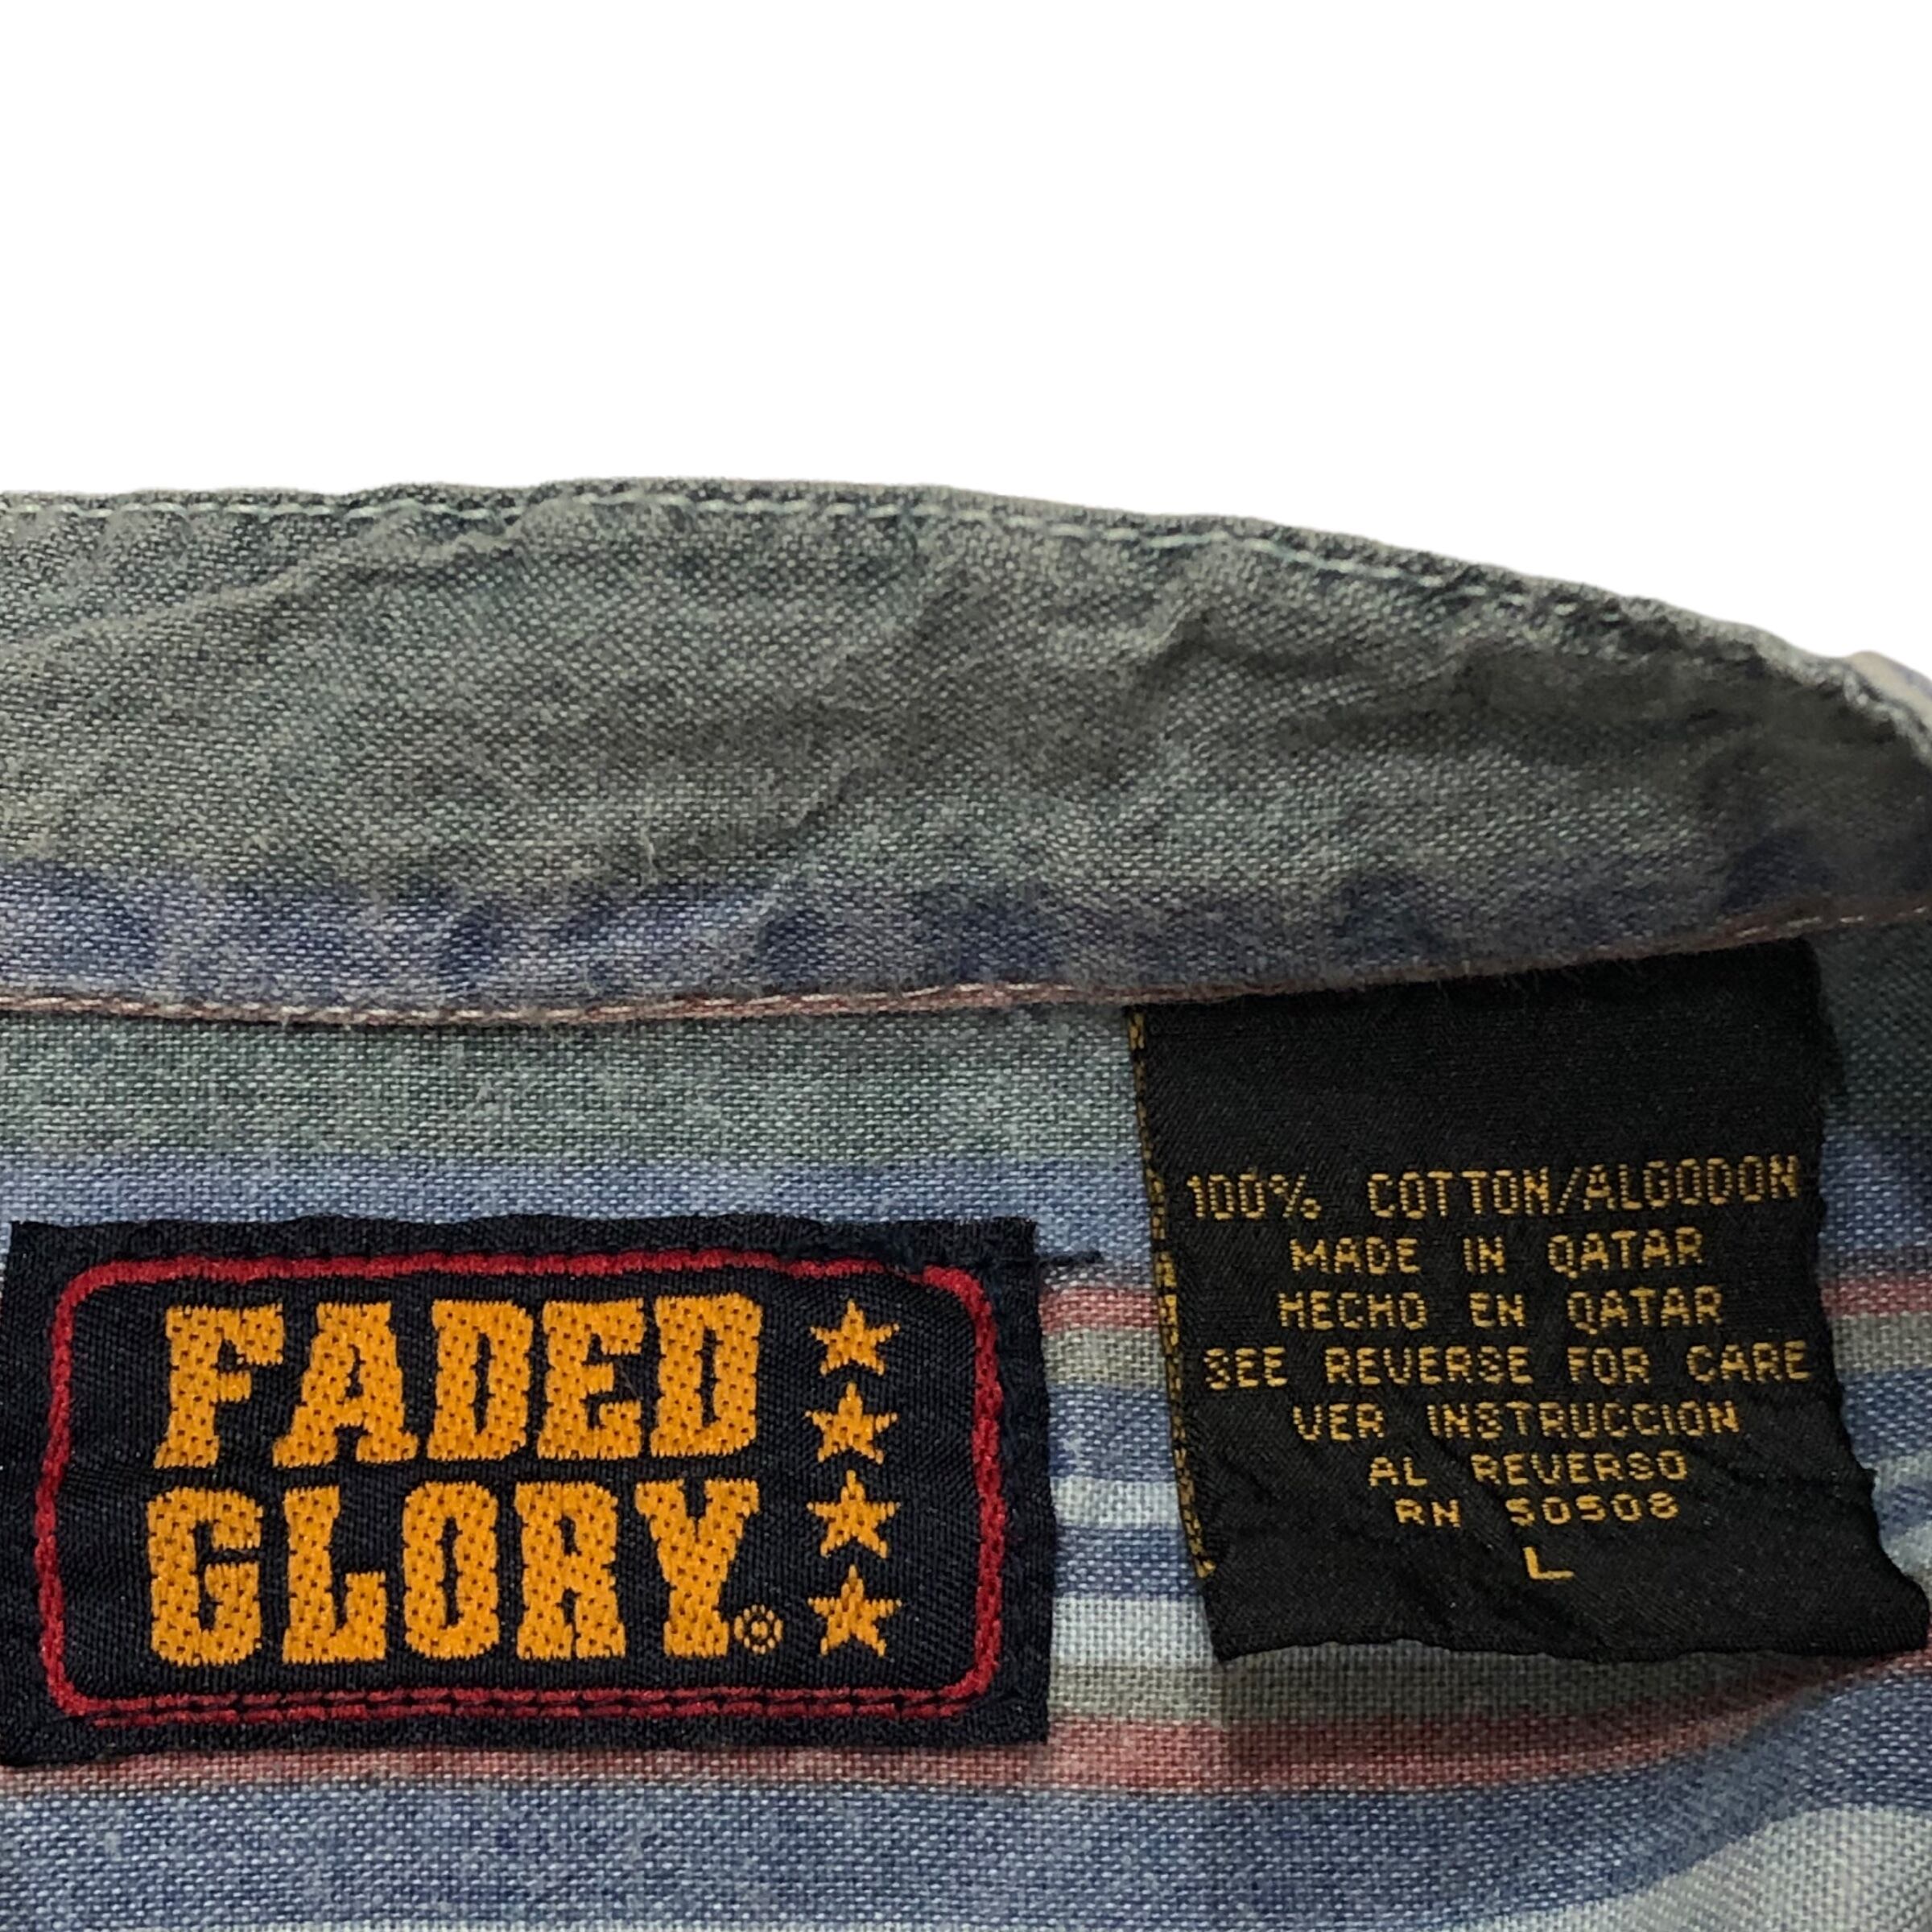 FADED
GLORY®
100% COTTON/ALGODON
MADE IN QATAR
HECHO EN QATAR
SEE REVERSE FOR CARE
VER INSTRUCCION
AL REVERSO
RN 50508
L